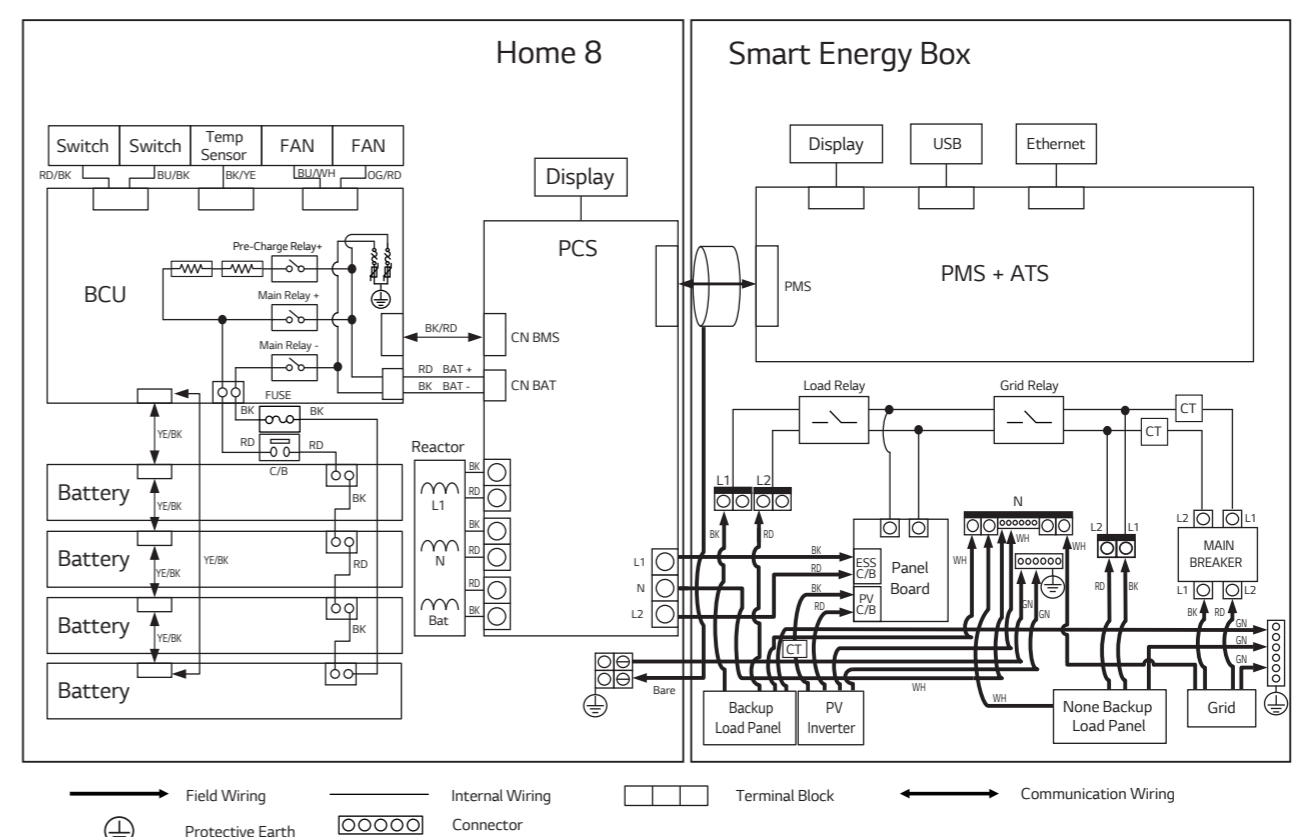 Home 8
Smart Energy Box
Switch
Switch
Temp
Sensor
FAN
FAN
RD/BK
BU/BK
BK/YE
BU/WH
OG/RD
Display
Display
USB
Ethernet
PCS
Pre-Charge Relay+
BCU
Main Relay +
Main Relay -
PMS
PMS + ATS
BK/RD
CN BMS
RD BAT +
BK BAT -
CN BAT
FUSE
BK
BK
RD
RD
C/B
YE/BK
Battery
YE/BK
BK
Battery
YE/BK
YE/BK
RD
Battery
YE/BK
BK
Battery
Reactor
BK
RD
L1
BK
RD
N
RD
BK
Bat
L1
N
L2
Load Relay
Grid Relay
CT
CT
L1
L2
BK
RD
N
WH
WH
WH
L2
L1
RD
BK
L2
L1
MAIN
BREAKER
L1
L2
BK
RD
BK
RD
ESS
C/B
BK
RD
PV
C/B
Panel
Board
GN
GN
GN
GN
GN
CT
Bare
WH
WH
Backup
Load Panel
PV
Inverter
None Backup
Load Panel
Grid
Field Wiring
Internal Wiring
Terminal Block
Communication Wiring
Protective Earth
Connector